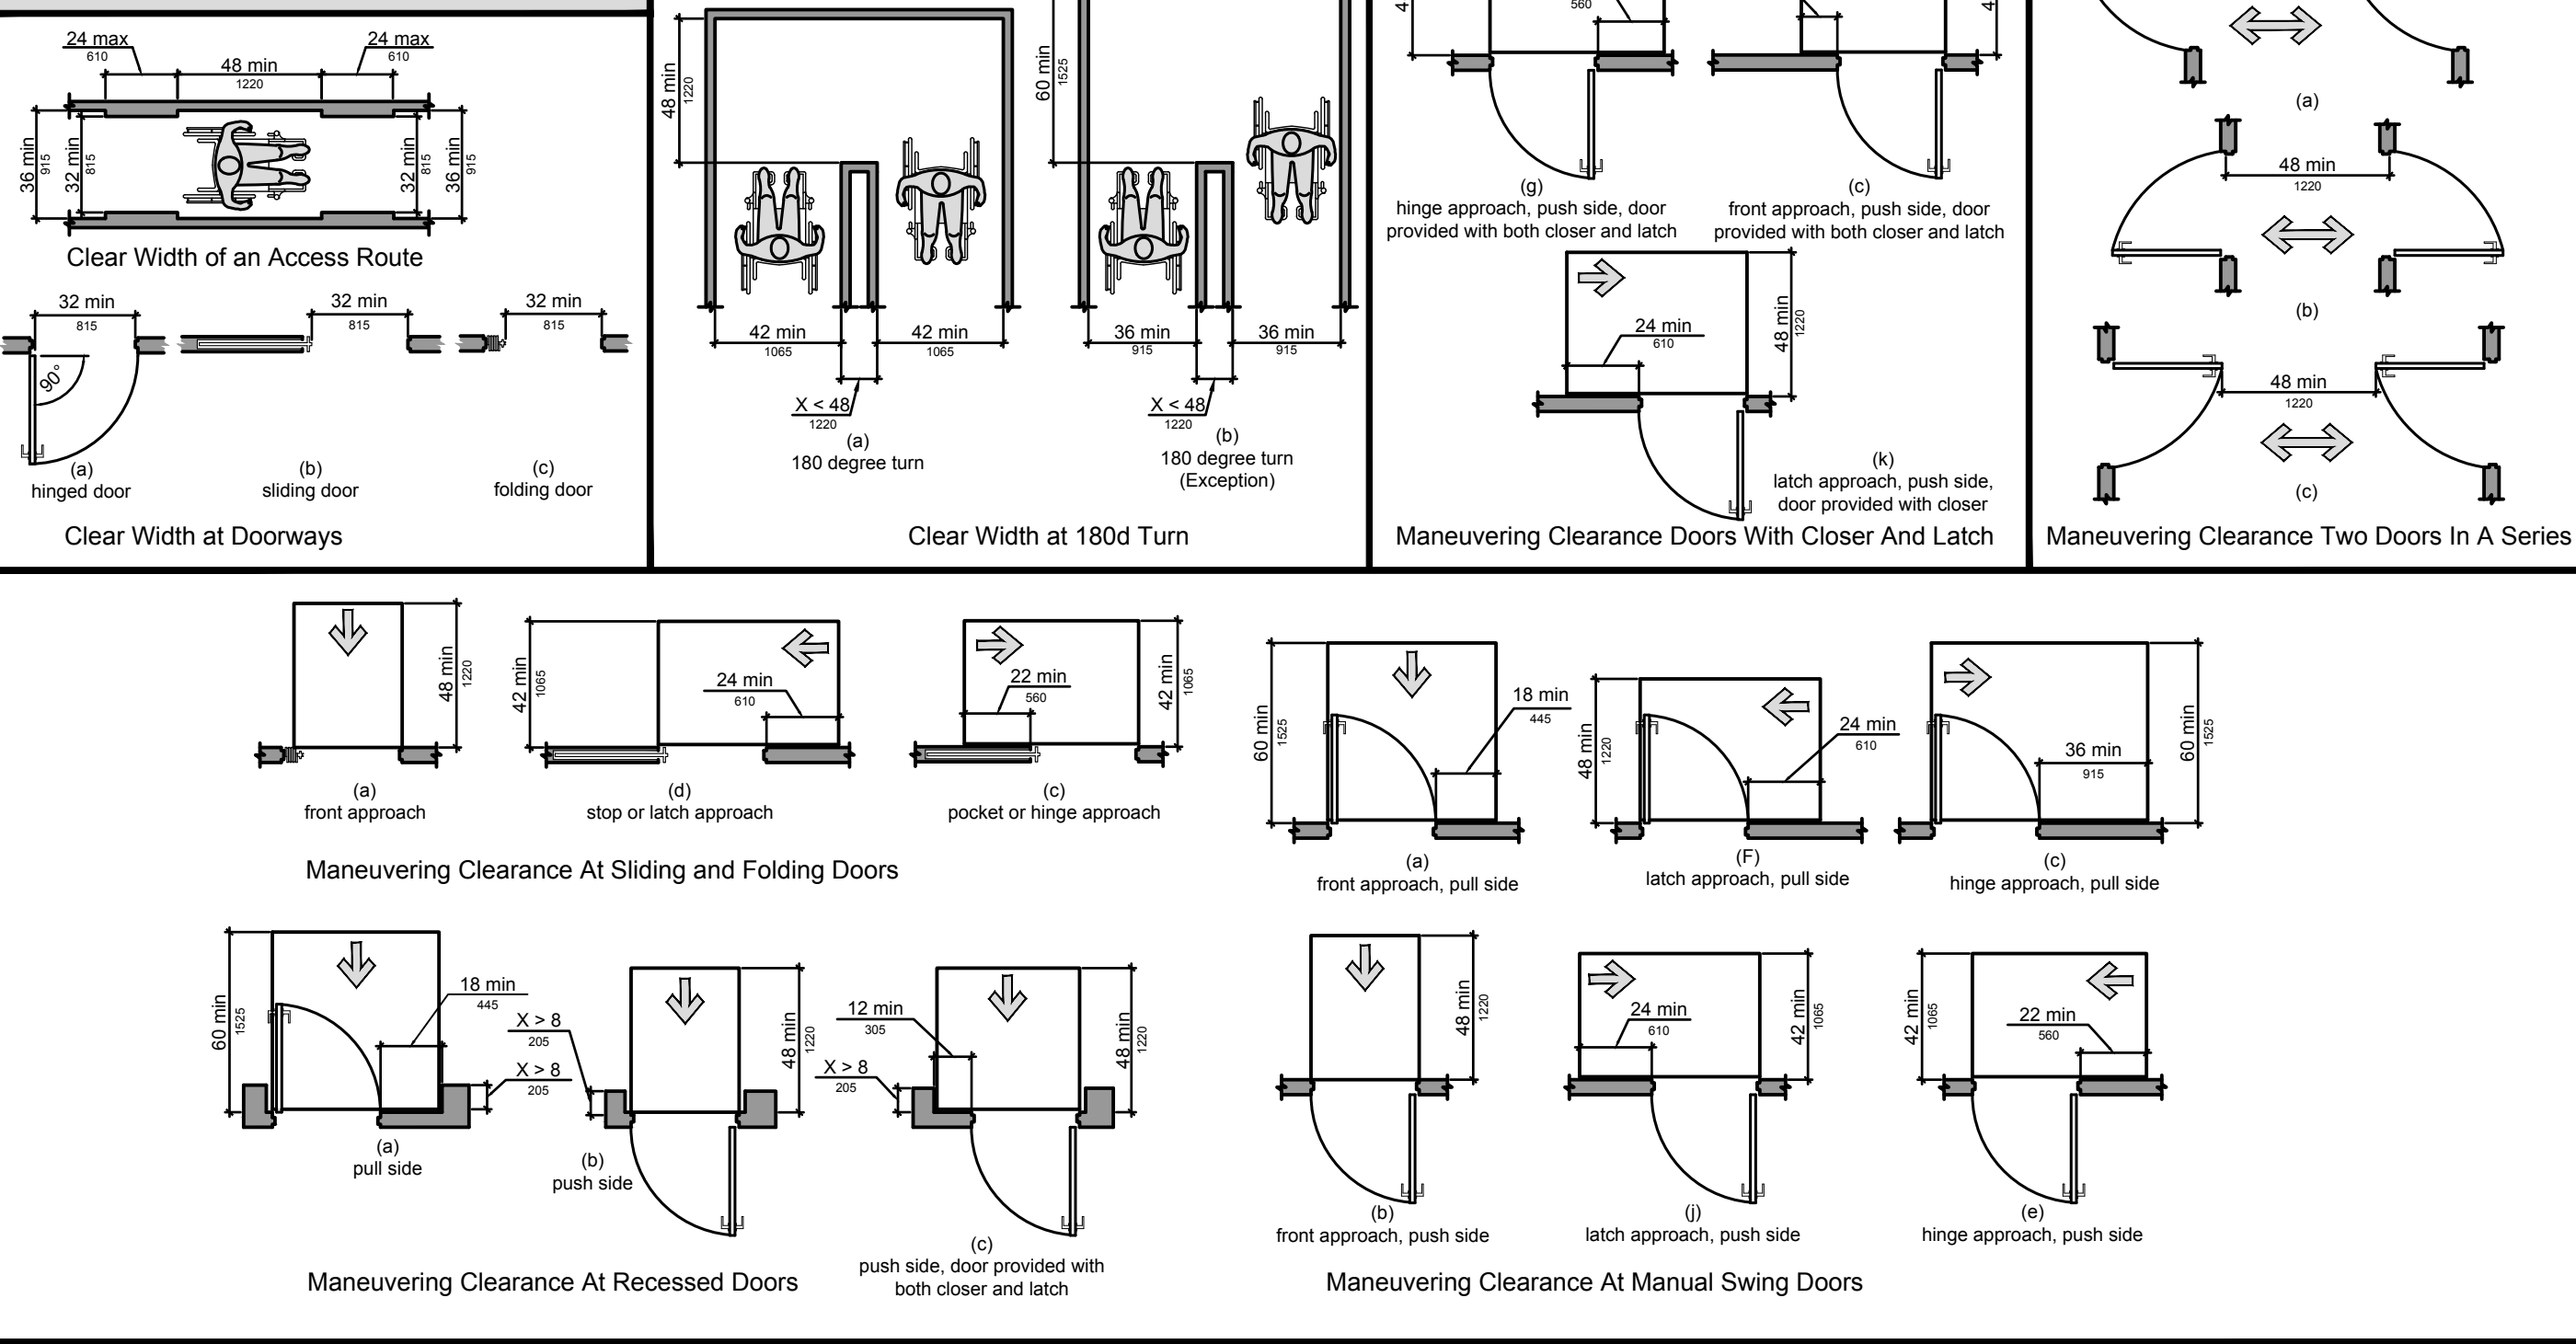 24 max
610
48 min
1220
24 max
610
36 min
915
32 min
815
32 min
815
36 min
915
Clear Width of an Access Route
32 min
815
90°
(a)
hinged door
32 min
815
(b)
sliding door
32 min
815
(c)
folding door
Clear Width at Doorways
48 min
1220
42 min
1065
42 min
1065
X < 48
1220
(a)
180 degree turn
60 min
1525
36 min
915
36 min
915
X < 48
1220
(b)
180 degree turn
(Exception)
Clear Width at 180d Turn
4
560
(g)
hinge approach, push side, door
provided with both closer and latch
4
(c)
front approach, push side, door
provided with both closer and latch
24 min
610
48 min
1220
(k)
latch approach, push side,
door provided with closer
Maneuvering Clearance Doors With Closer And Latch
(a)
48 min
1220
(b)
48 min
1220
(c)
Maneuvering Clearance Two Doors In A Series
48 min
1220
(a)
front approach
42 min
1065
24 min
610
(d)
stop or latch approach
22 min
560
42 min
1065
(c)
pocket or hinge approach
Maneuvering Clearance At Sliding and Folding Doors
60 min
1525
18 min
445
(a)
front approach, pull side
48 min
1220
24 min
610
(F)
latch approach, pull side
36 min
915
60 min
1525
(c)
hinge approach, pull side
60 min
1525
18 min
445
X > 8
205
(a)
pull side
X > 8
205
48 min
1220
(b)
push side
12 min
305
X > 8
205
48 min
1220
(c)
push side, door provided with
both closer and latch
Maneuvering Clearance At Recessed Doors
48 min
1220
(b)
front approach, push side
24 min
610
42 min
1065
(j)
latch approach, push side
42 min
1065
22 min
560
(e)
hinge approach, push side
Maneuvering Clearance At Manual Swing Doors